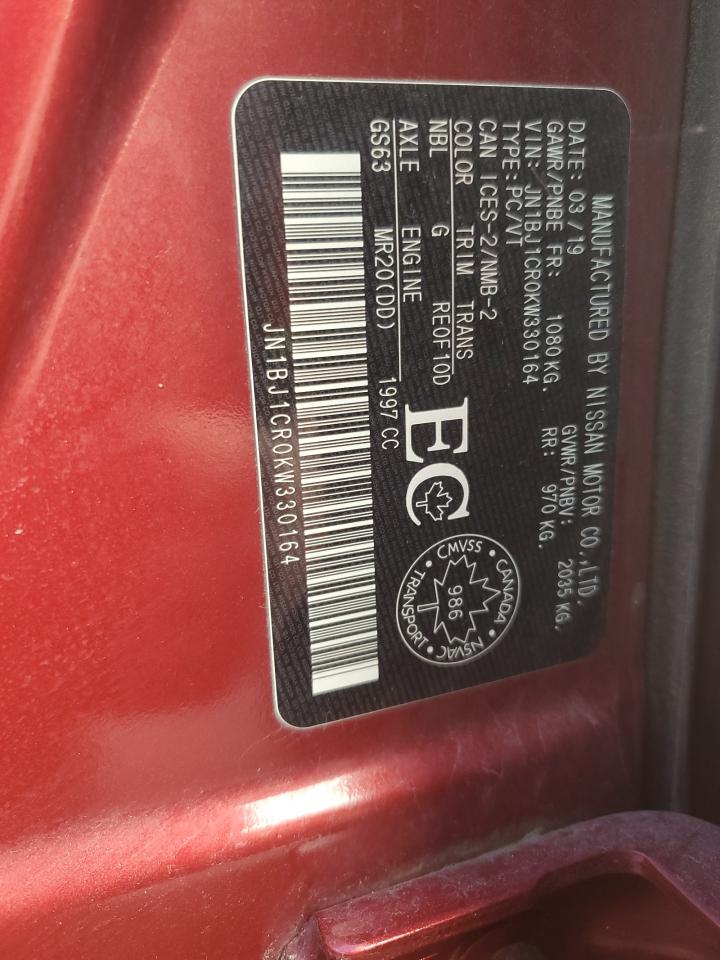 MANUFACTURED BY NISSAN MOTOR CO.,LTD.
DATE: 03 /19 GVWR/PNBV: 2035 KG.
GAWR/PNBE FR: 1080 KG. RR: 970 KG.
VIN: JN1BJ1CR0KW330164
TYPE: PC/VT
CAN ICES-2/NMB-2
COLOR TRIM TRANS
NBL G RE0F10D
AXLE ENGINE
GS63 MR20(DD) 1997 CC
EC
CMVSS • CANADA • NSVAC • TRANSPORT •
986
T
JN1BJ1CR0KW330164